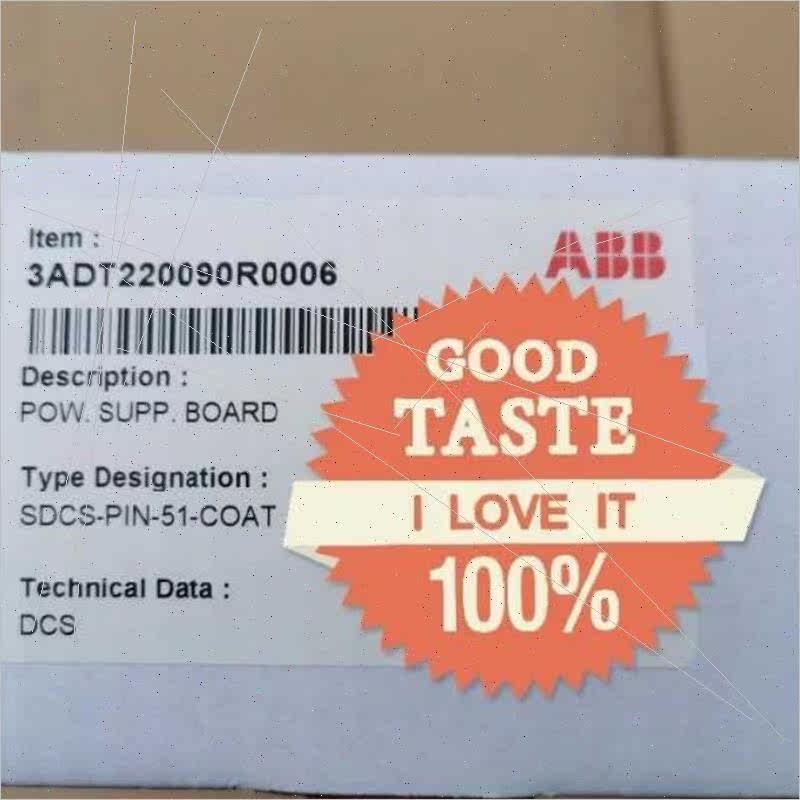 Item :
ABB
3ADT220090R0006
Description :
POW. SUPP. BOARD
Type Designation :
SDCS-PIN-51-COAT
Technical Data :
DCS
GOOD
TASTE
I LOVE IT
100%